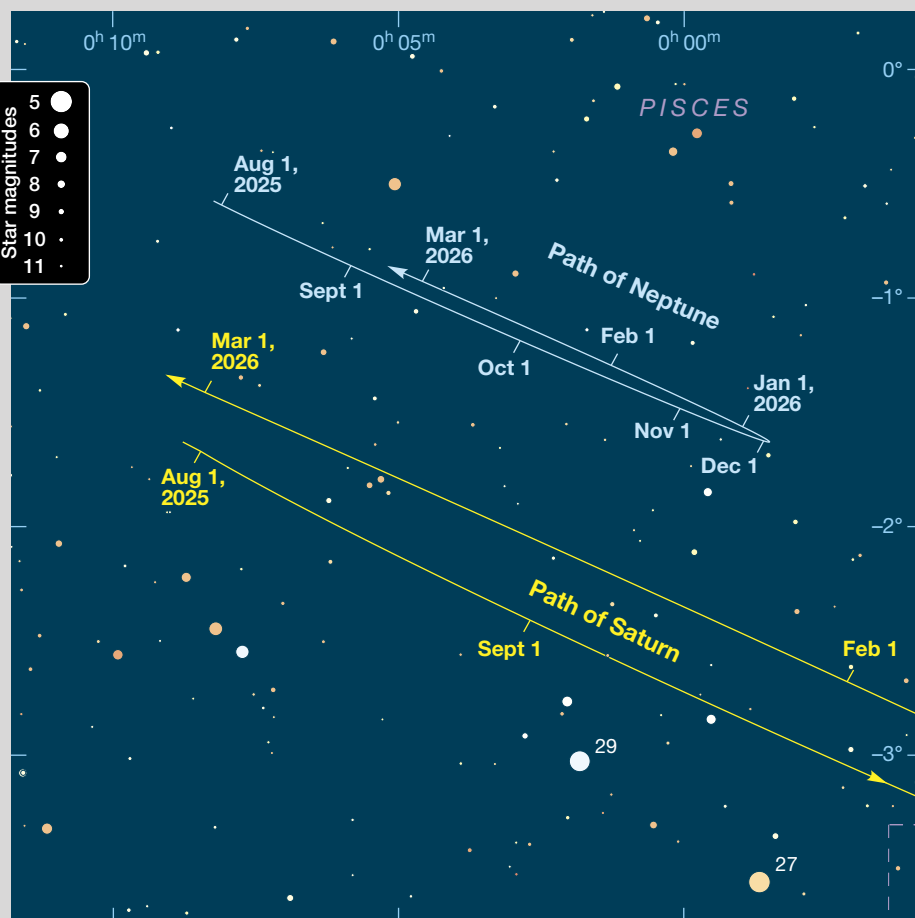 0ʰ 10ᵐ
0ʰ 05ᵐ
0ʰ 00ᵐ
0°
Star magnitudes
5
6
7
8
9
10
11
PISCES
Aug 1,
2025
Mar 1,
2026
Path of Neptune
Sept 1
−1°
Oct 1
Feb 1
Jan 1,
2026
Nov 1
Dec 1
Mar 1,
2026
Aug 1,
2025
−2°
Path of Saturn
Sept 1
Feb 1
29
−3°
27